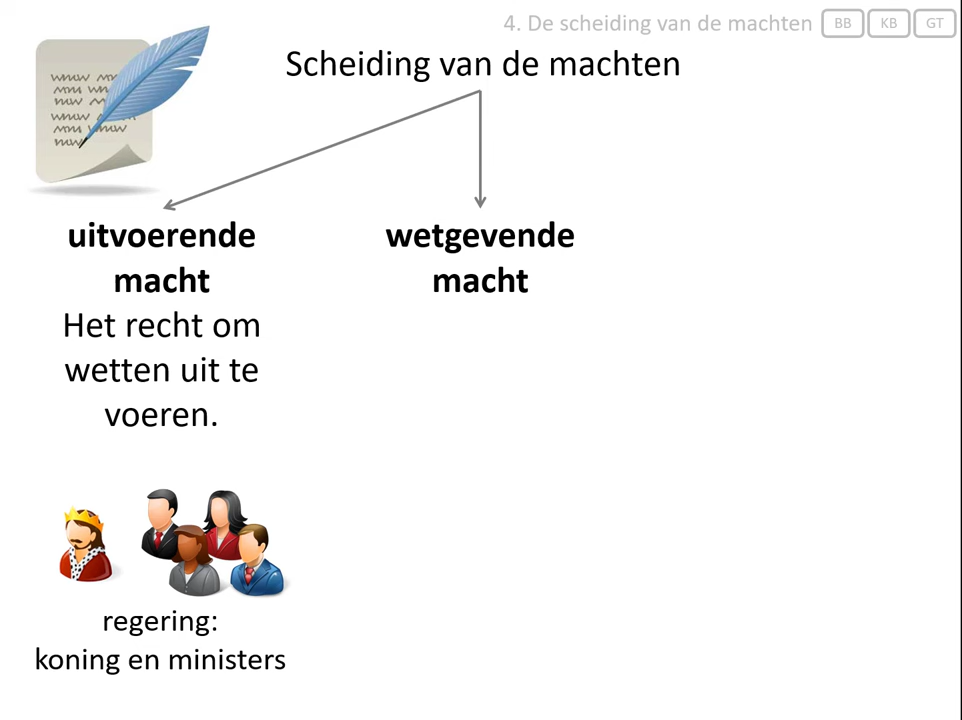 4. De scheiding van de machten BB KB GT
Scheiding van de machten
uitvoerende
macht
Het recht om
wetten uit te
voeren.
wetgevende
macht
regering:
koning en ministers